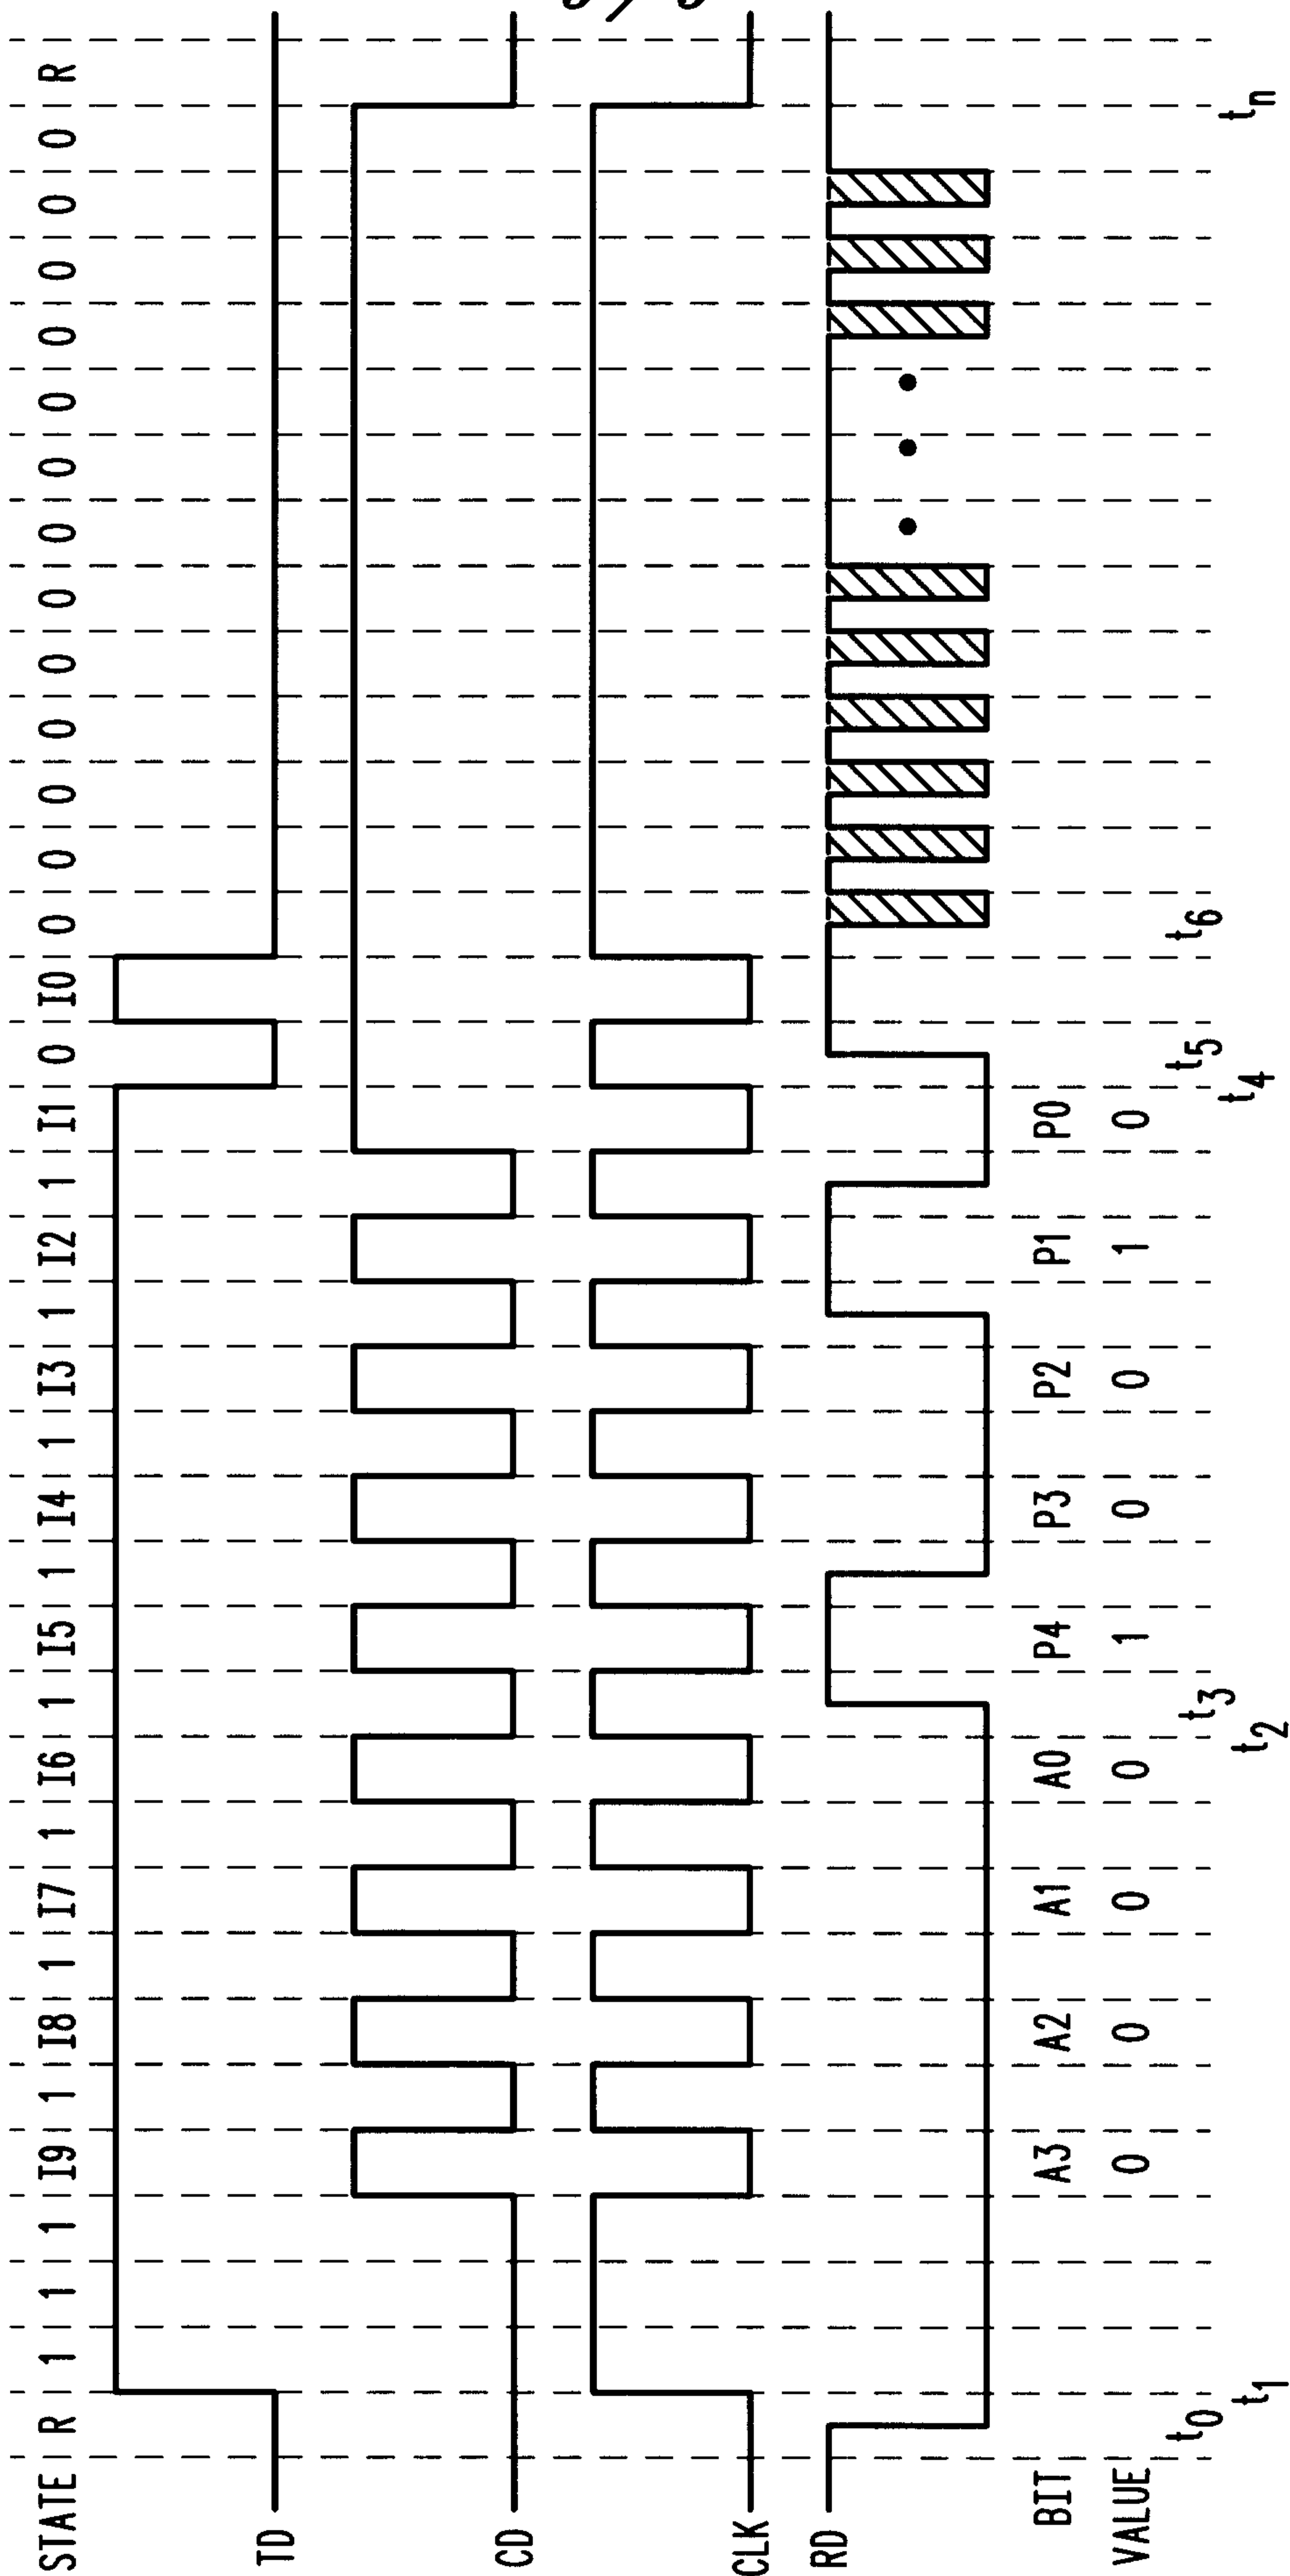 STATE R 1 1 1 I9 1 I8 1 I7 1 I6 1 I5 1 I4 1 I3 1 I2 1 I1 0 I0 0 0 0 0 0 0 0 0 0 0 0 0 0 R
TD
CD
CLK
RD
BIT A3 A2 A1 A0 P4 P3 P2 P1 P0
VALUE 0 0 0 0 1 0 0 1 0
t0 t1 t2 t3 t4 t5 t6 tn